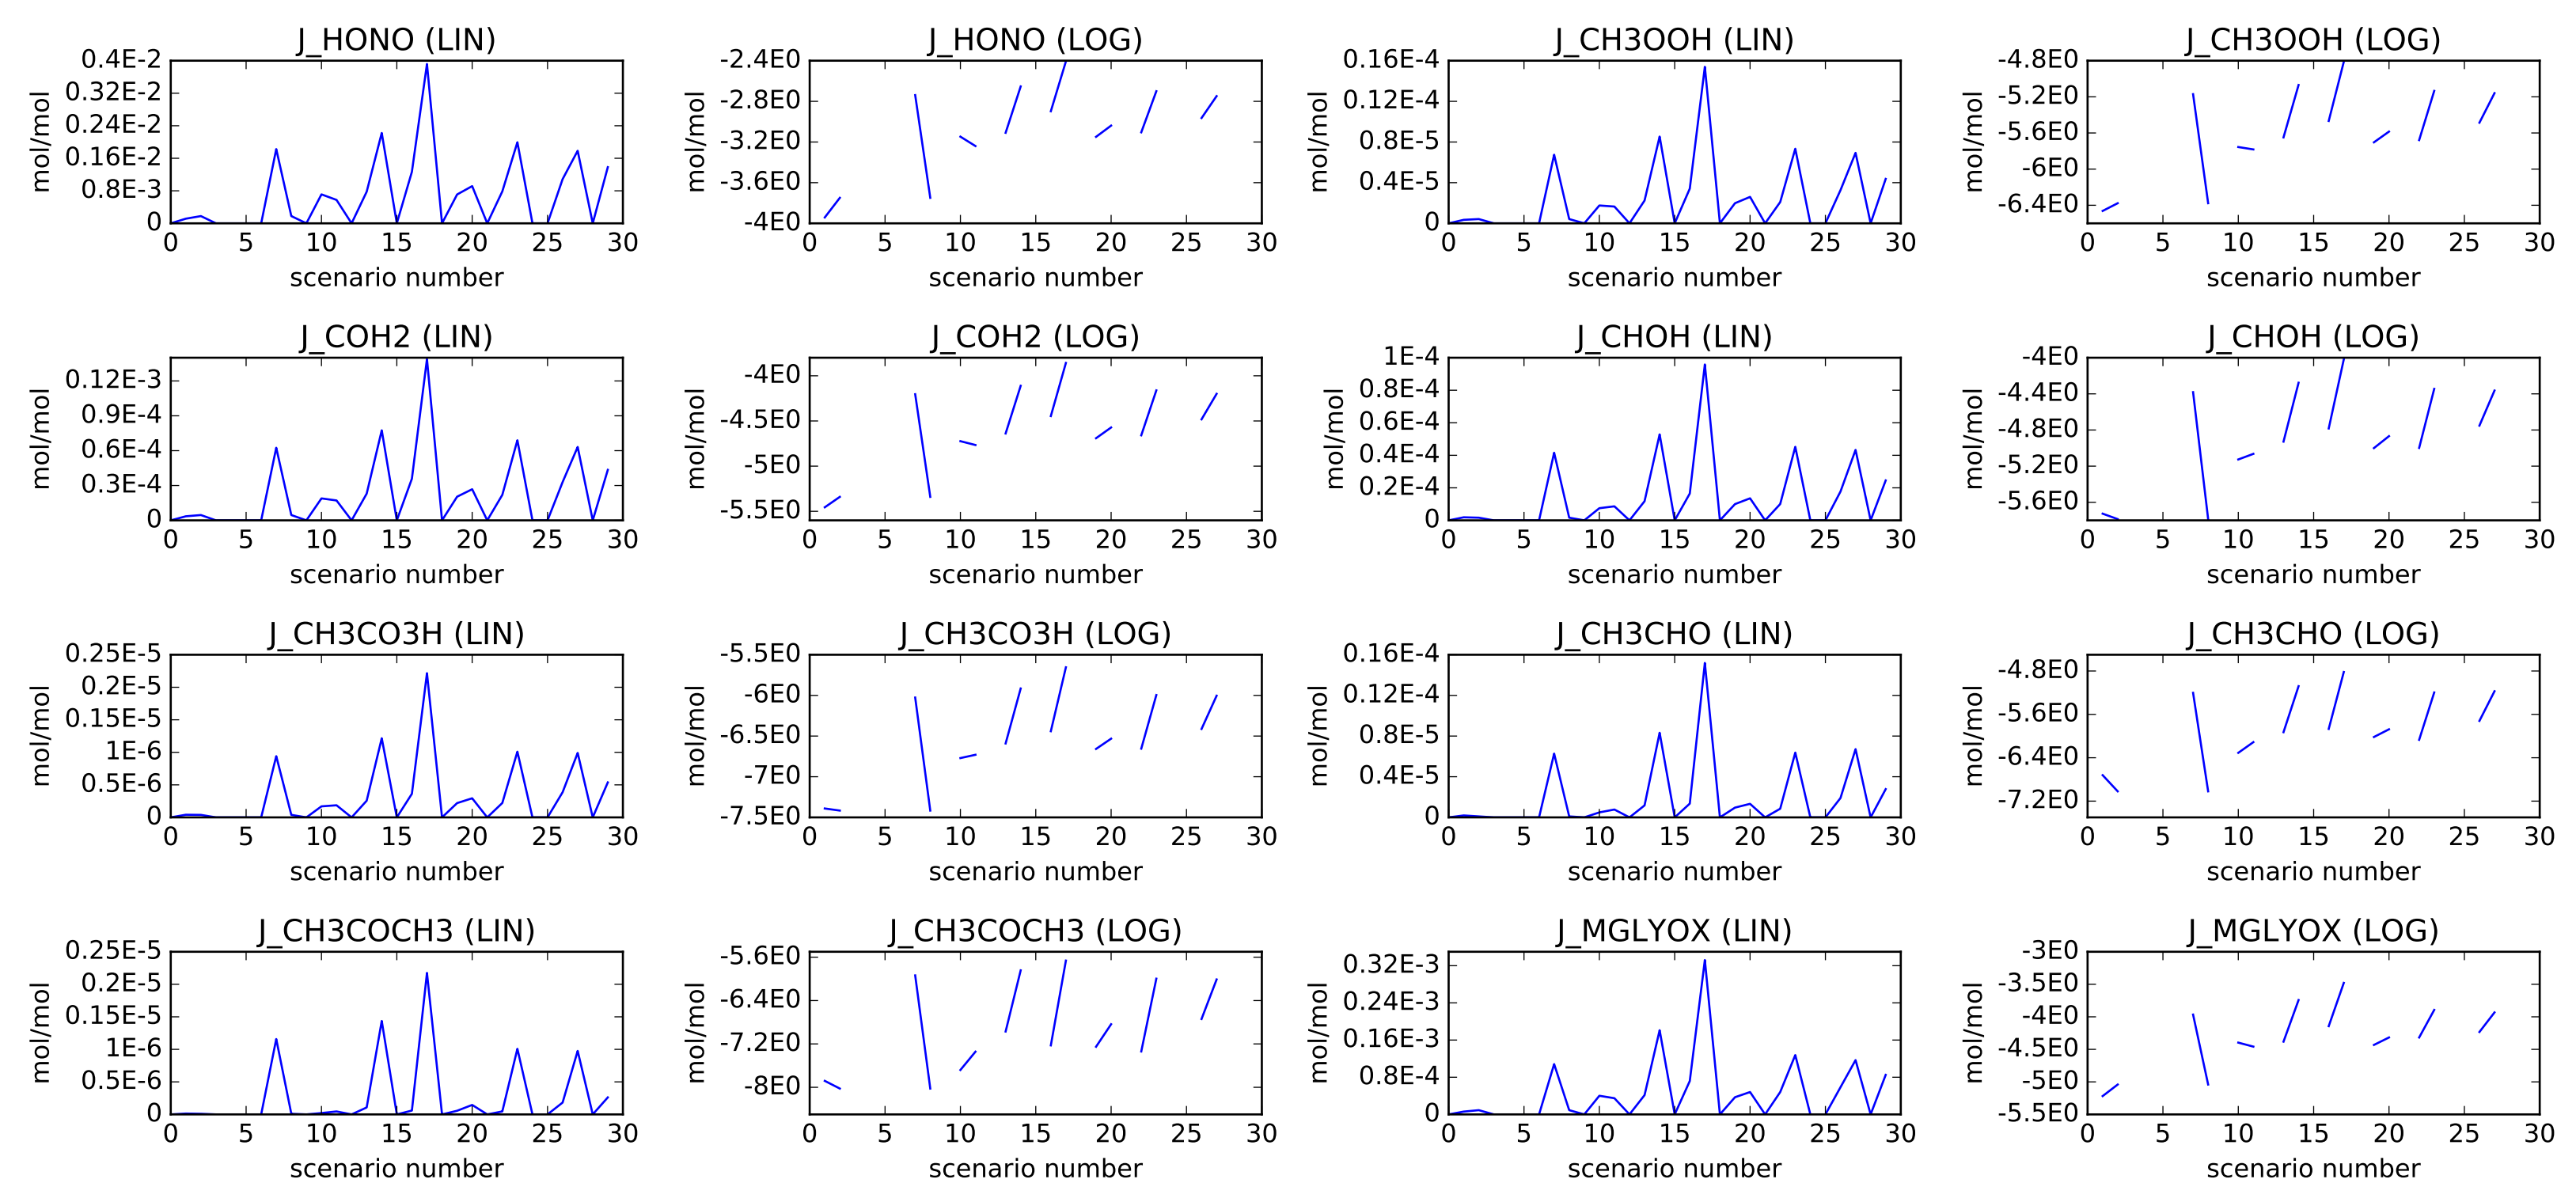 J_HONO (LIN)
mol/mol
0.4E-2
0.32E-2
0.24E-2
0.16E-2
0.8E-3
0
0 5 10 15 20 25 30
scenario number
J_HONO (LOG)
mol/mol
-2.4E0
-2.8E0
-3.2E0
-3.6E0
-4E0
0 5 10 15 20 25 30
scenario number
J_CH3OOH (LIN)
mol/mol
0.16E-4
0.12E-4
0.8E-5
0.4E-5
0
0 5 10 15 20 25 30
scenario number
J_CH3OOH (LOG)
mol/mol
-4.8E0
-5.2E0
-5.6E0
-6E0
-6.4E0
0 5 10 15 20 25 30
scenario number
J_COH2 (LIN)
mol/mol
0.12E-3
0.9E-4
0.6E-4
0.3E-4
0
0 5 10 15 20 25 30
scenario number
J_COH2 (LOG)
mol/mol
-4E0
-4.5E0
-5E0
-5.5E0
0 5 10 15 20 25 30
scenario number
J_CHOH (LIN)
mol/mol
1E-4
0.8E-4
0.6E-4
0.4E-4
0.2E-4
0
0 5 10 15 20 25 30
scenario number
J_CHOH (LOG)
mol/mol
-4E0
-4.4E0
-4.8E0
-5.2E0
-5.6E0
0 5 10 15 20 25 30
scenario number
J_CH3CO3H (LIN)
mol/mol
0.25E-5
0.2E-5
0.15E-5
1E-6
0.5E-6
0
0 5 10 15 20 25 30
scenario number
J_CH3CO3H (LOG)
mol/mol
-5.5E0
-6E0
-6.5E0
-7E0
-7.5E0
0 5 10 15 20 25 30
scenario number
J_CH3CHO (LIN)
mol/mol
0.16E-4
0.12E-4
0.8E-5
0.4E-5
0
0 5 10 15 20 25 30
scenario number
J_CH3CHO (LOG)
mol/mol
-4.8E0
-5.6E0
-6.4E0
-7.2E0
0 5 10 15 20 25 30
scenario number
J_CH3COCH3 (LIN)
mol/mol
0.25E-5
0.2E-5
0.15E-5
1E-6
0.5E-6
0
0 5 10 15 20 25 30
scenario number
J_CH3COCH3 (LOG)
mol/mol
-5.6E0
-6.4E0
-7.2E0
-8E0
0 5 10 15 20 25 30
scenario number
J_MGLYOX (LIN)
mol/mol
0.32E-3
0.24E-3
0.16E-3
0.8E-4
0
0 5 10 15 20 25 30
scenario number
J_MGLYOX (LOG)
mol/mol
-3E0
-3.5E0
-4E0
-4.5E0
-5E0
-5.5E0
0 5 10 15 20 25 30
scenario number